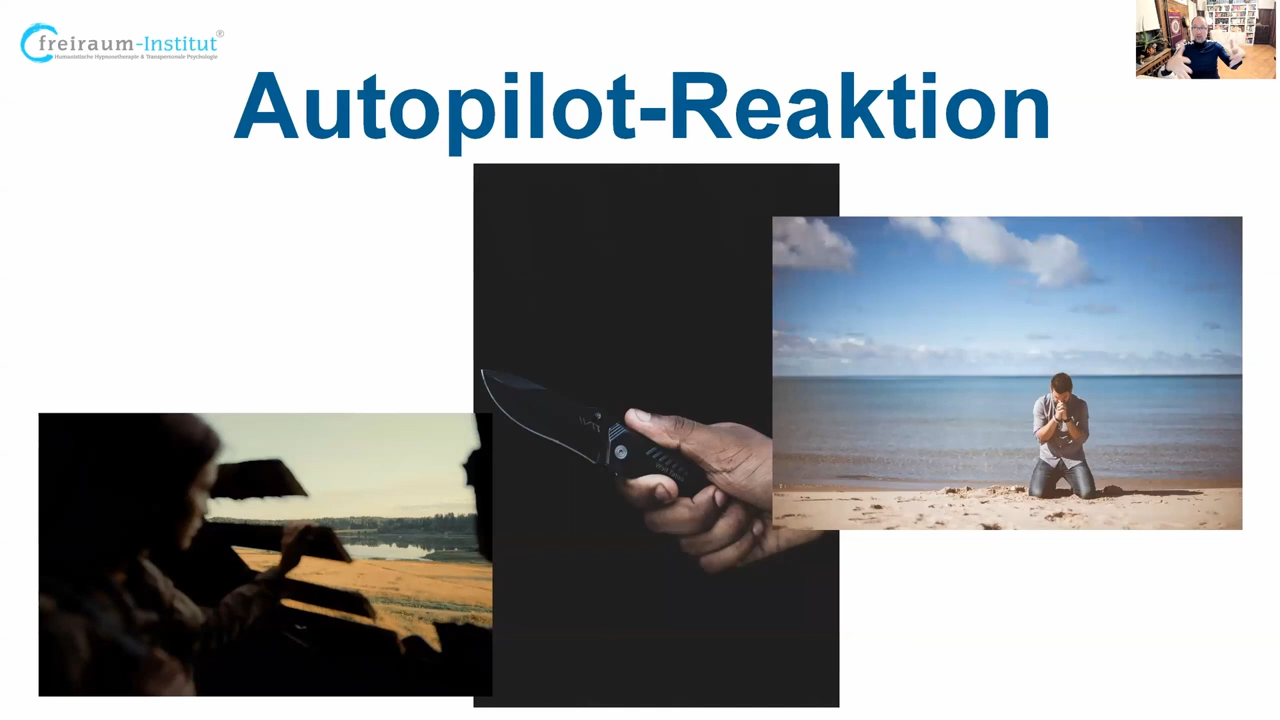 freiraum-Institut®
Humanistische Hypnosetherapie & Transpersonale Psychologie
Autopilot-Reaktion